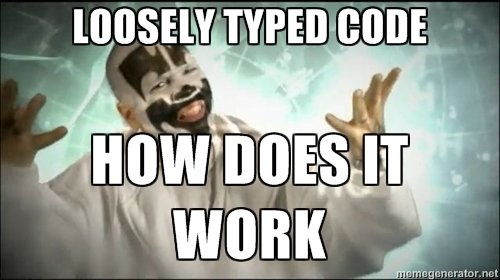 LOOSELY TYPED CODE
HOW DOES IT
WORK
memegenerator.net